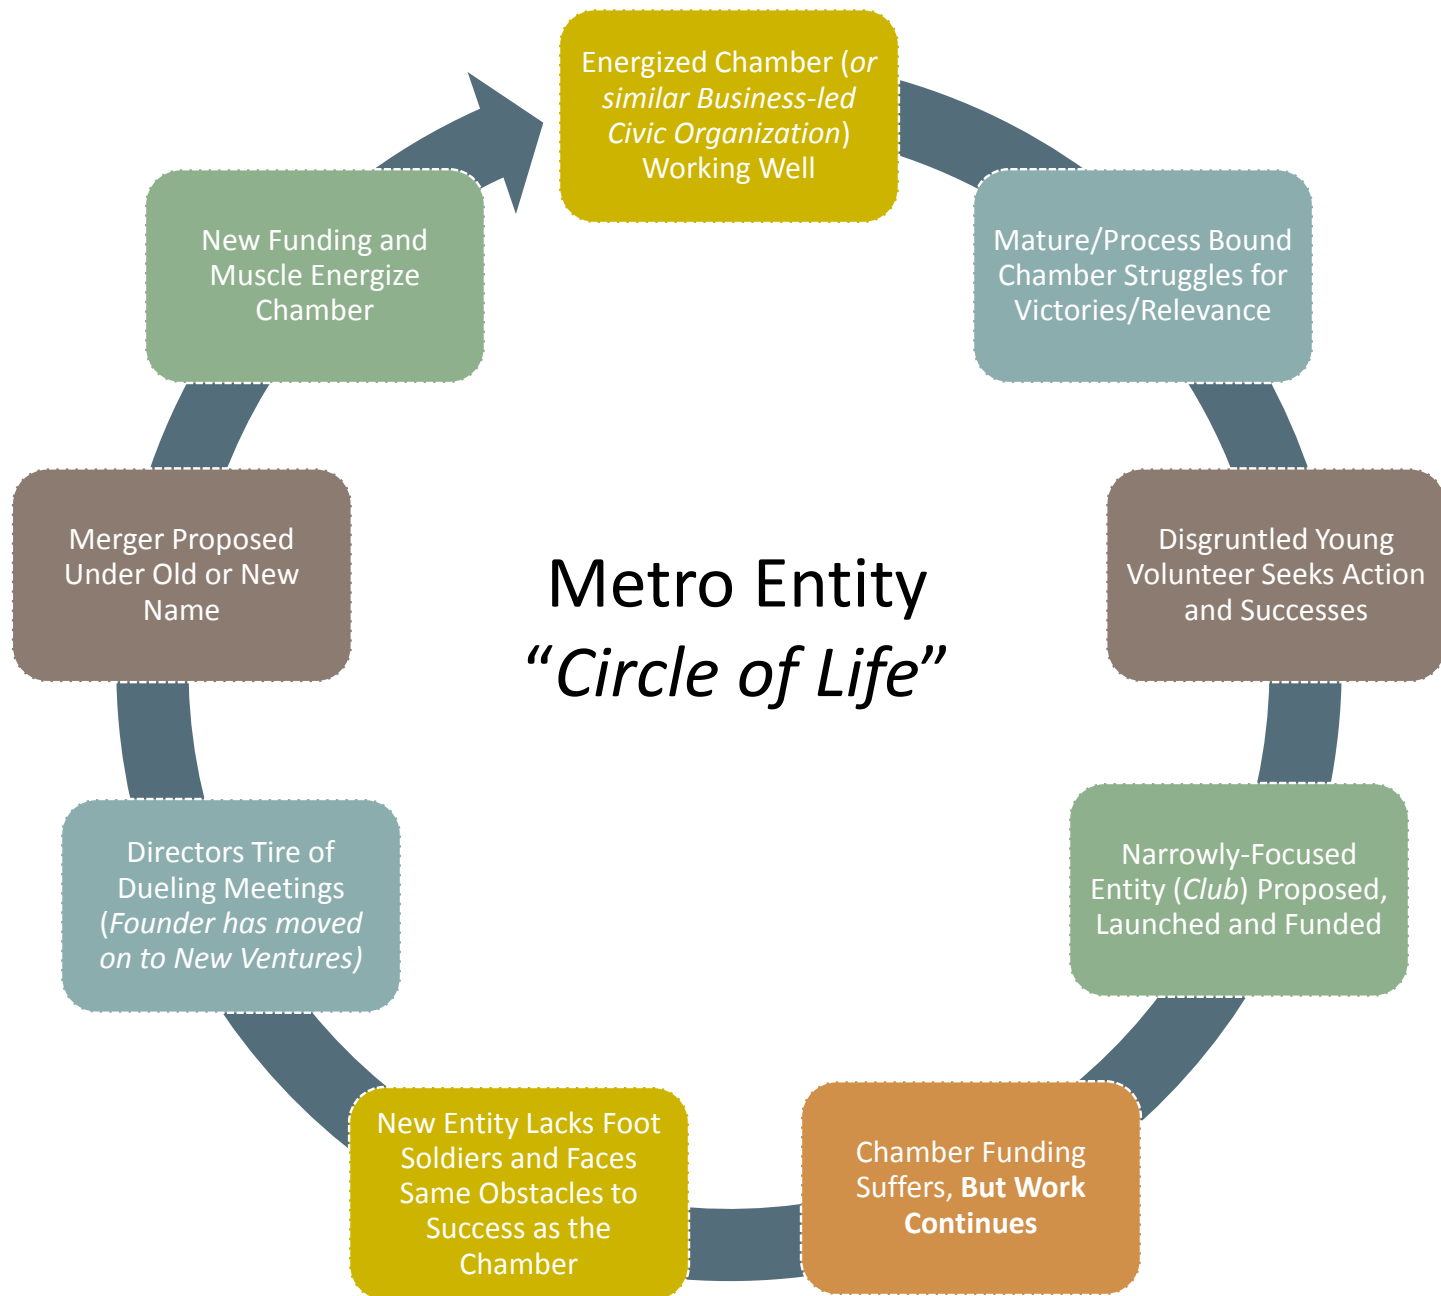 Energized Chamber (or
similar Business-led
Civic Organization)
Working Well
Mature/Process Bound
Chamber Struggles for
Victories/Relevance
Disgruntled Young
Volunteer Seeks Action
and Successes
Narrowly-Focused
Entity (Club) Proposed,
Launched and Funded
Chamber Funding
Suffers, But Work
Continues
New Entity Lacks Foot
Soldiers and Faces
Same Obstacles to
Success as the
Chamber
Directors Tire of
Dueling Meetings
(Founder has moved
on to New Ventures)
Merger Proposed
Under Old or New
Name
New Funding and
Muscle Energize
Chamber
Metro Entity
“Circle of Life”